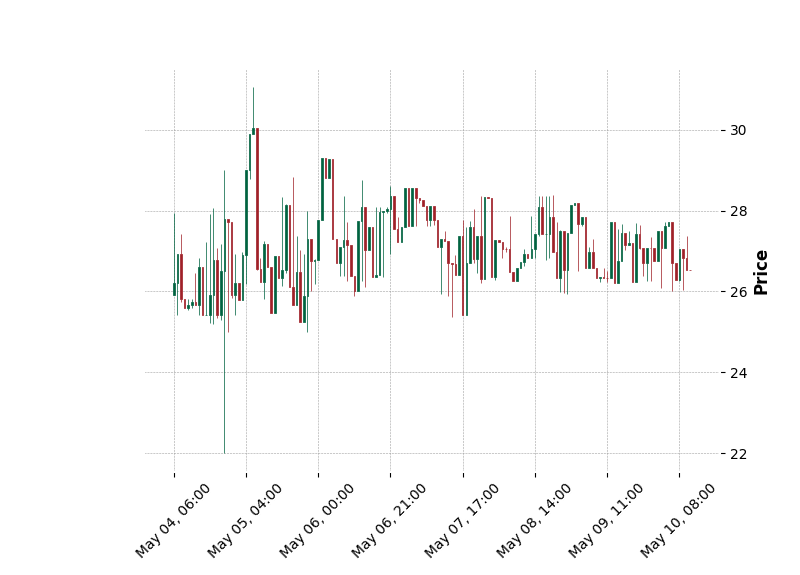 30
28
26
24
22
Price
May 04, 06:00
May 05, 04:00
May 06, 00:00
May 06, 21:00
May 07, 17:00
May 08, 14:00
May 09, 11:00
May 10, 08:00